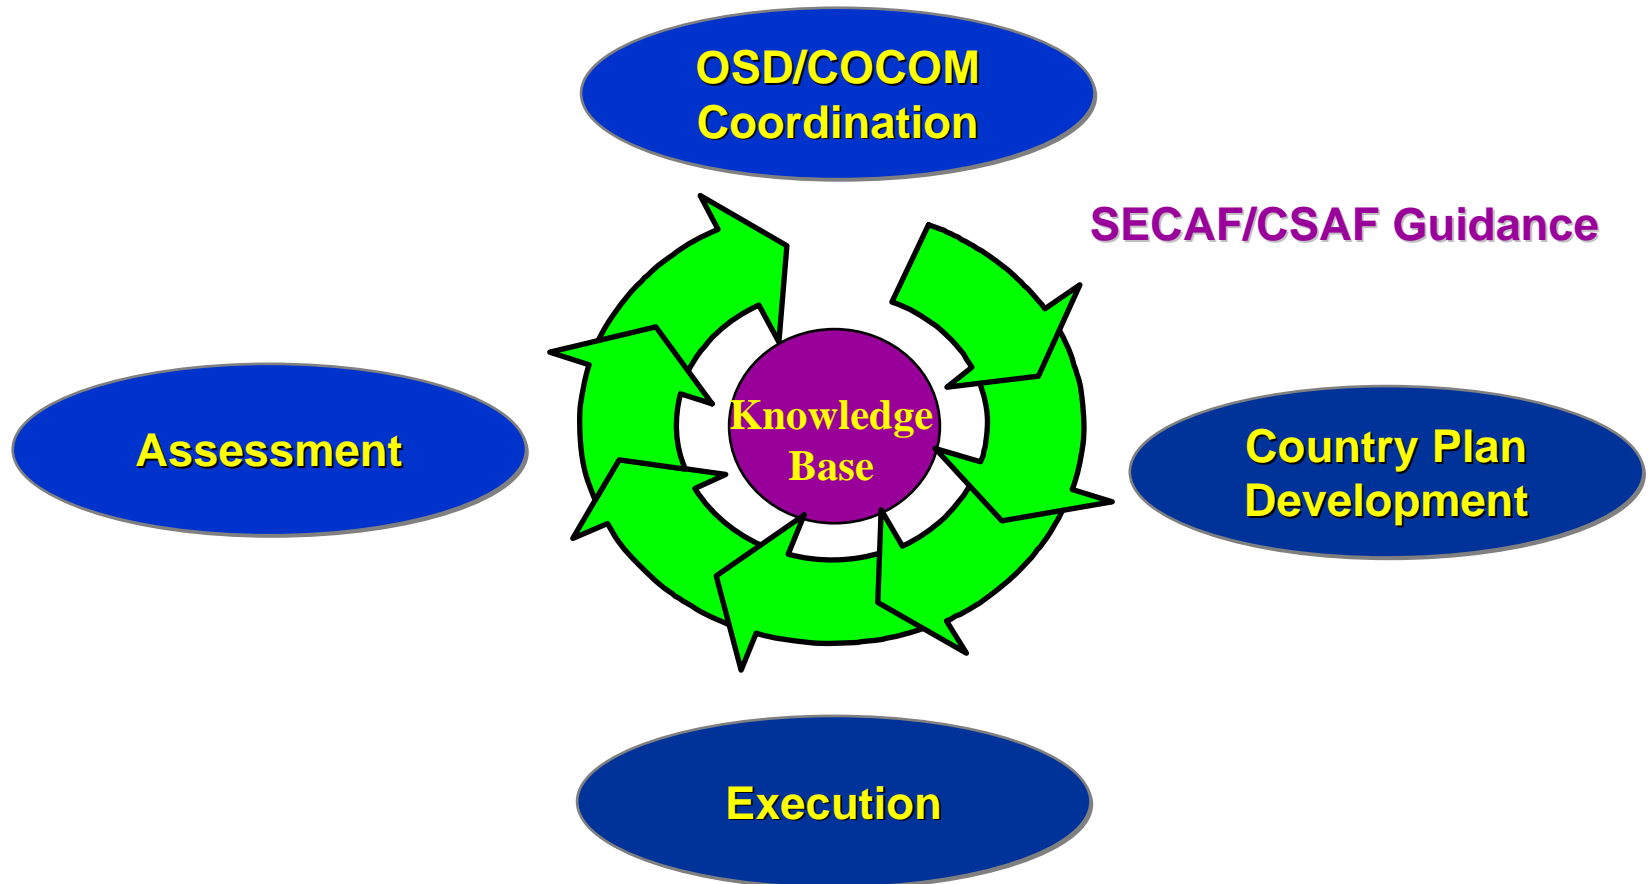 OSD/COCOM
Coordination
SECAF/CSAF Guidance
Knowledge
Base
Assessment
Country Plan
Development
Execution